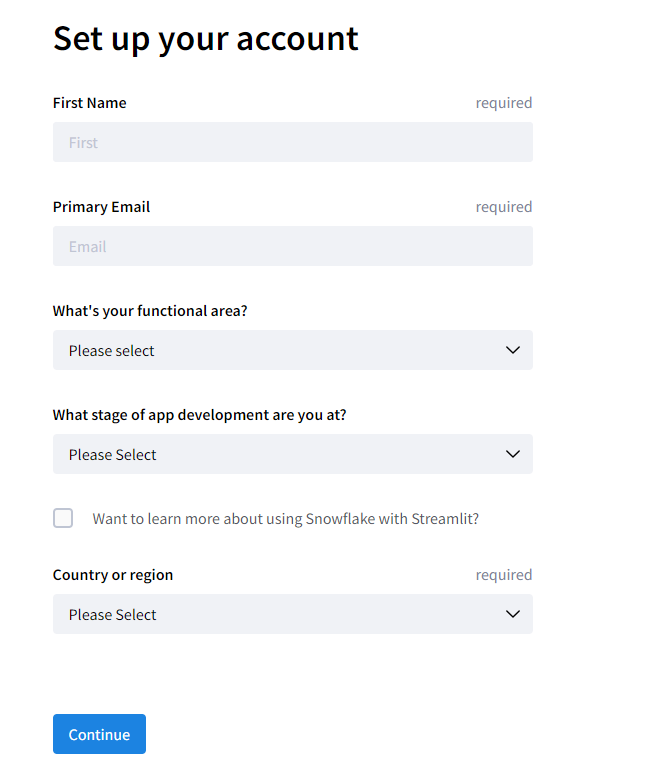 Set up your account
First Name required
First
Primary Email required
Email
What's your functional area?
Please select
What stage of app development are you at?
Please Select
Want to learn more about using Snowflake with Streamlit?
Country or region required
Please Select
Continue